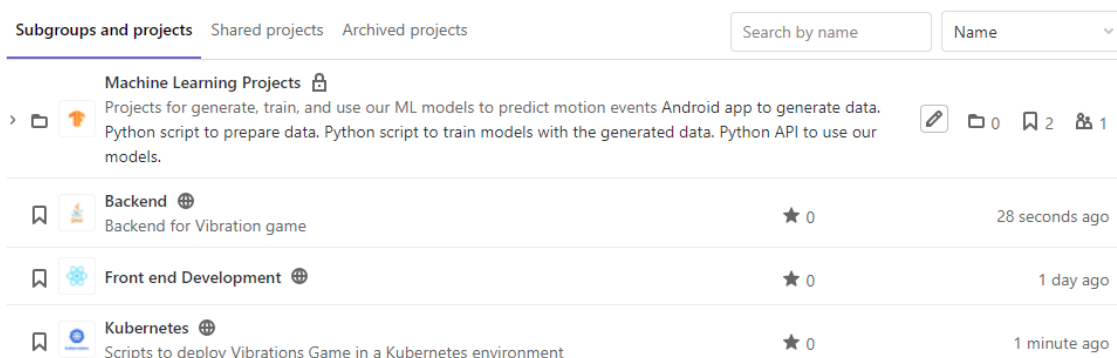 Subgroups and projects Shared projects Archived projects Search by name Name
Machine Learning Projects
Projects for generate, train, and use our ML models to predict motion events Android app to generate data.
Python script to prepare data. Python script to train models with the generated data. Python API to use our
models.
0 2 1
Backend
Backend for Vibration game
0 28 seconds ago
Front end Development
0 1 day ago
Kubernetes
Scripts to deploy Vibrations Game in a Kubernetes environment
0 1 minute ago